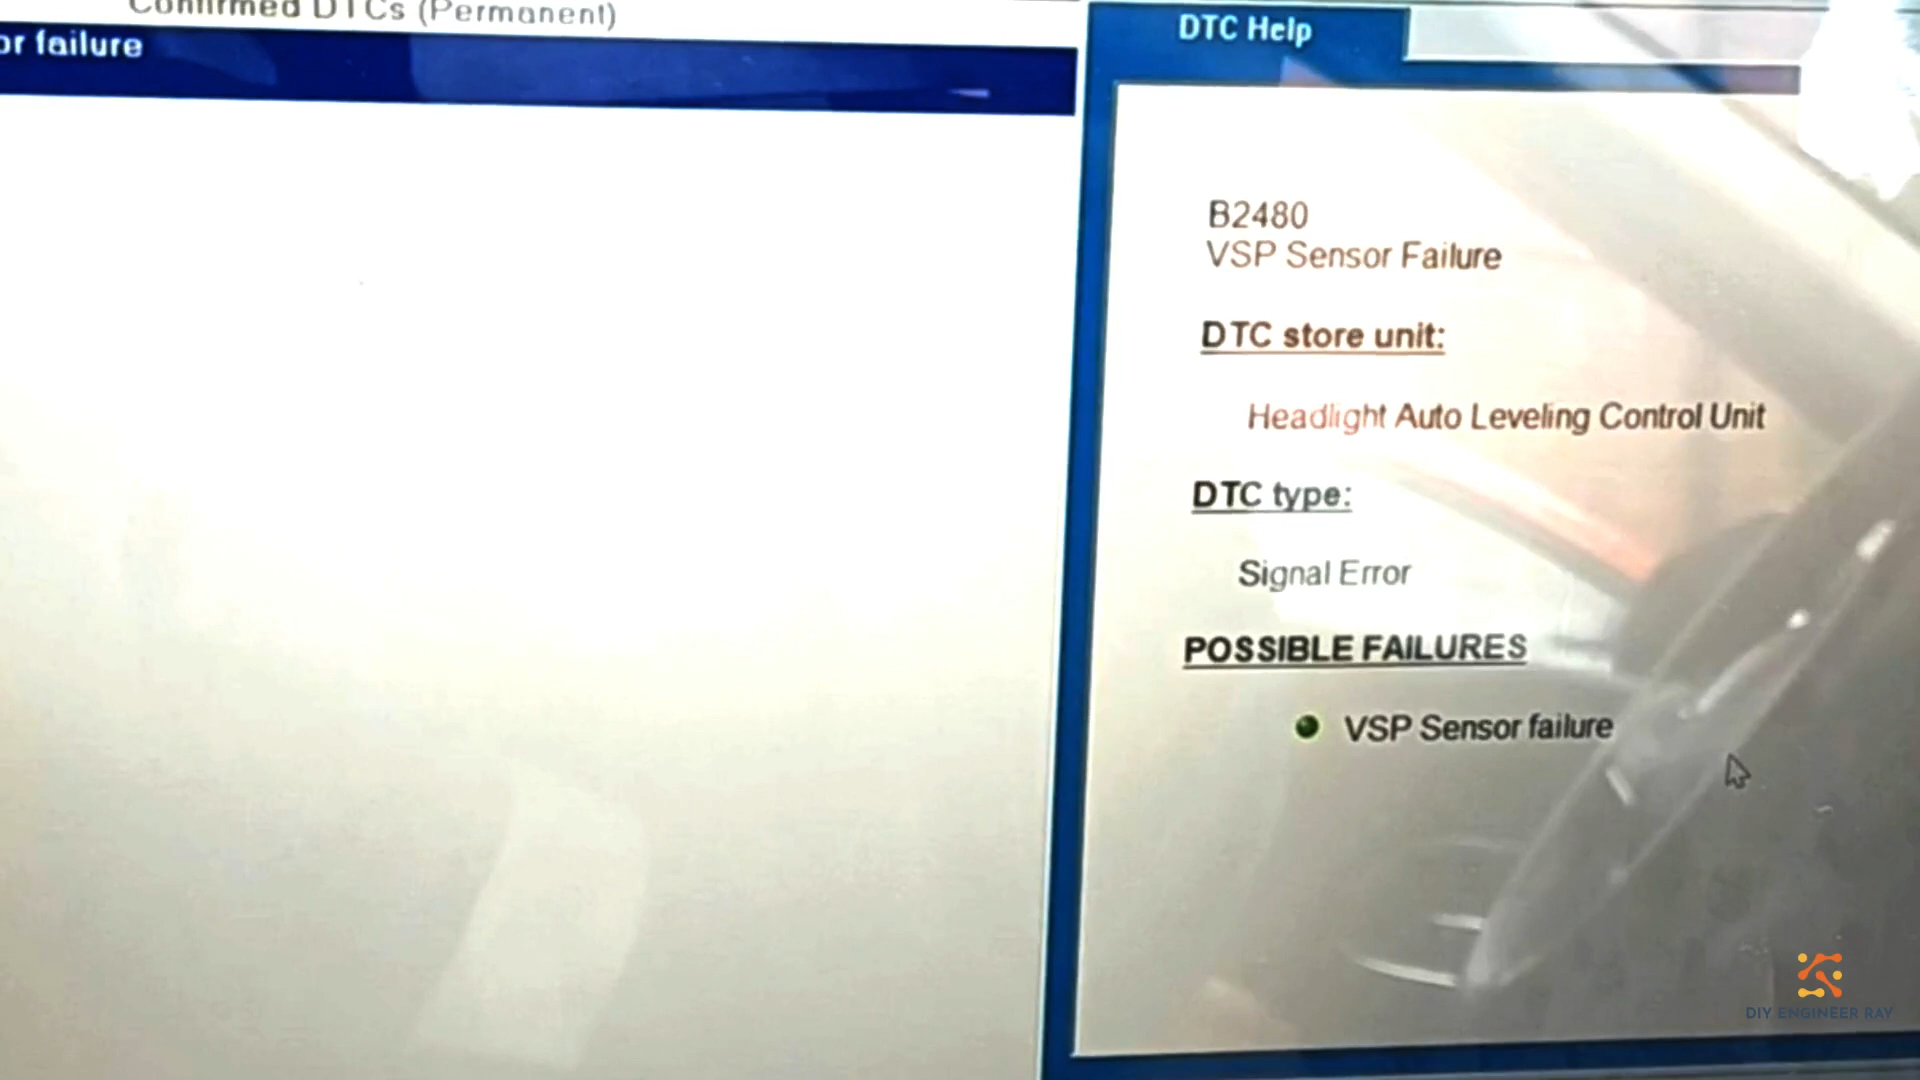 Confirmed DTCs (Permanent)
or failure
DTC Help
B2480
VSP Sensor Failure
DTC store unit:
Headlight Auto Leveling Control Unit
DTC type:
Signal Error
POSSIBLE FAILURES
VSP Sensor failure
DIY ENGINEER RAY